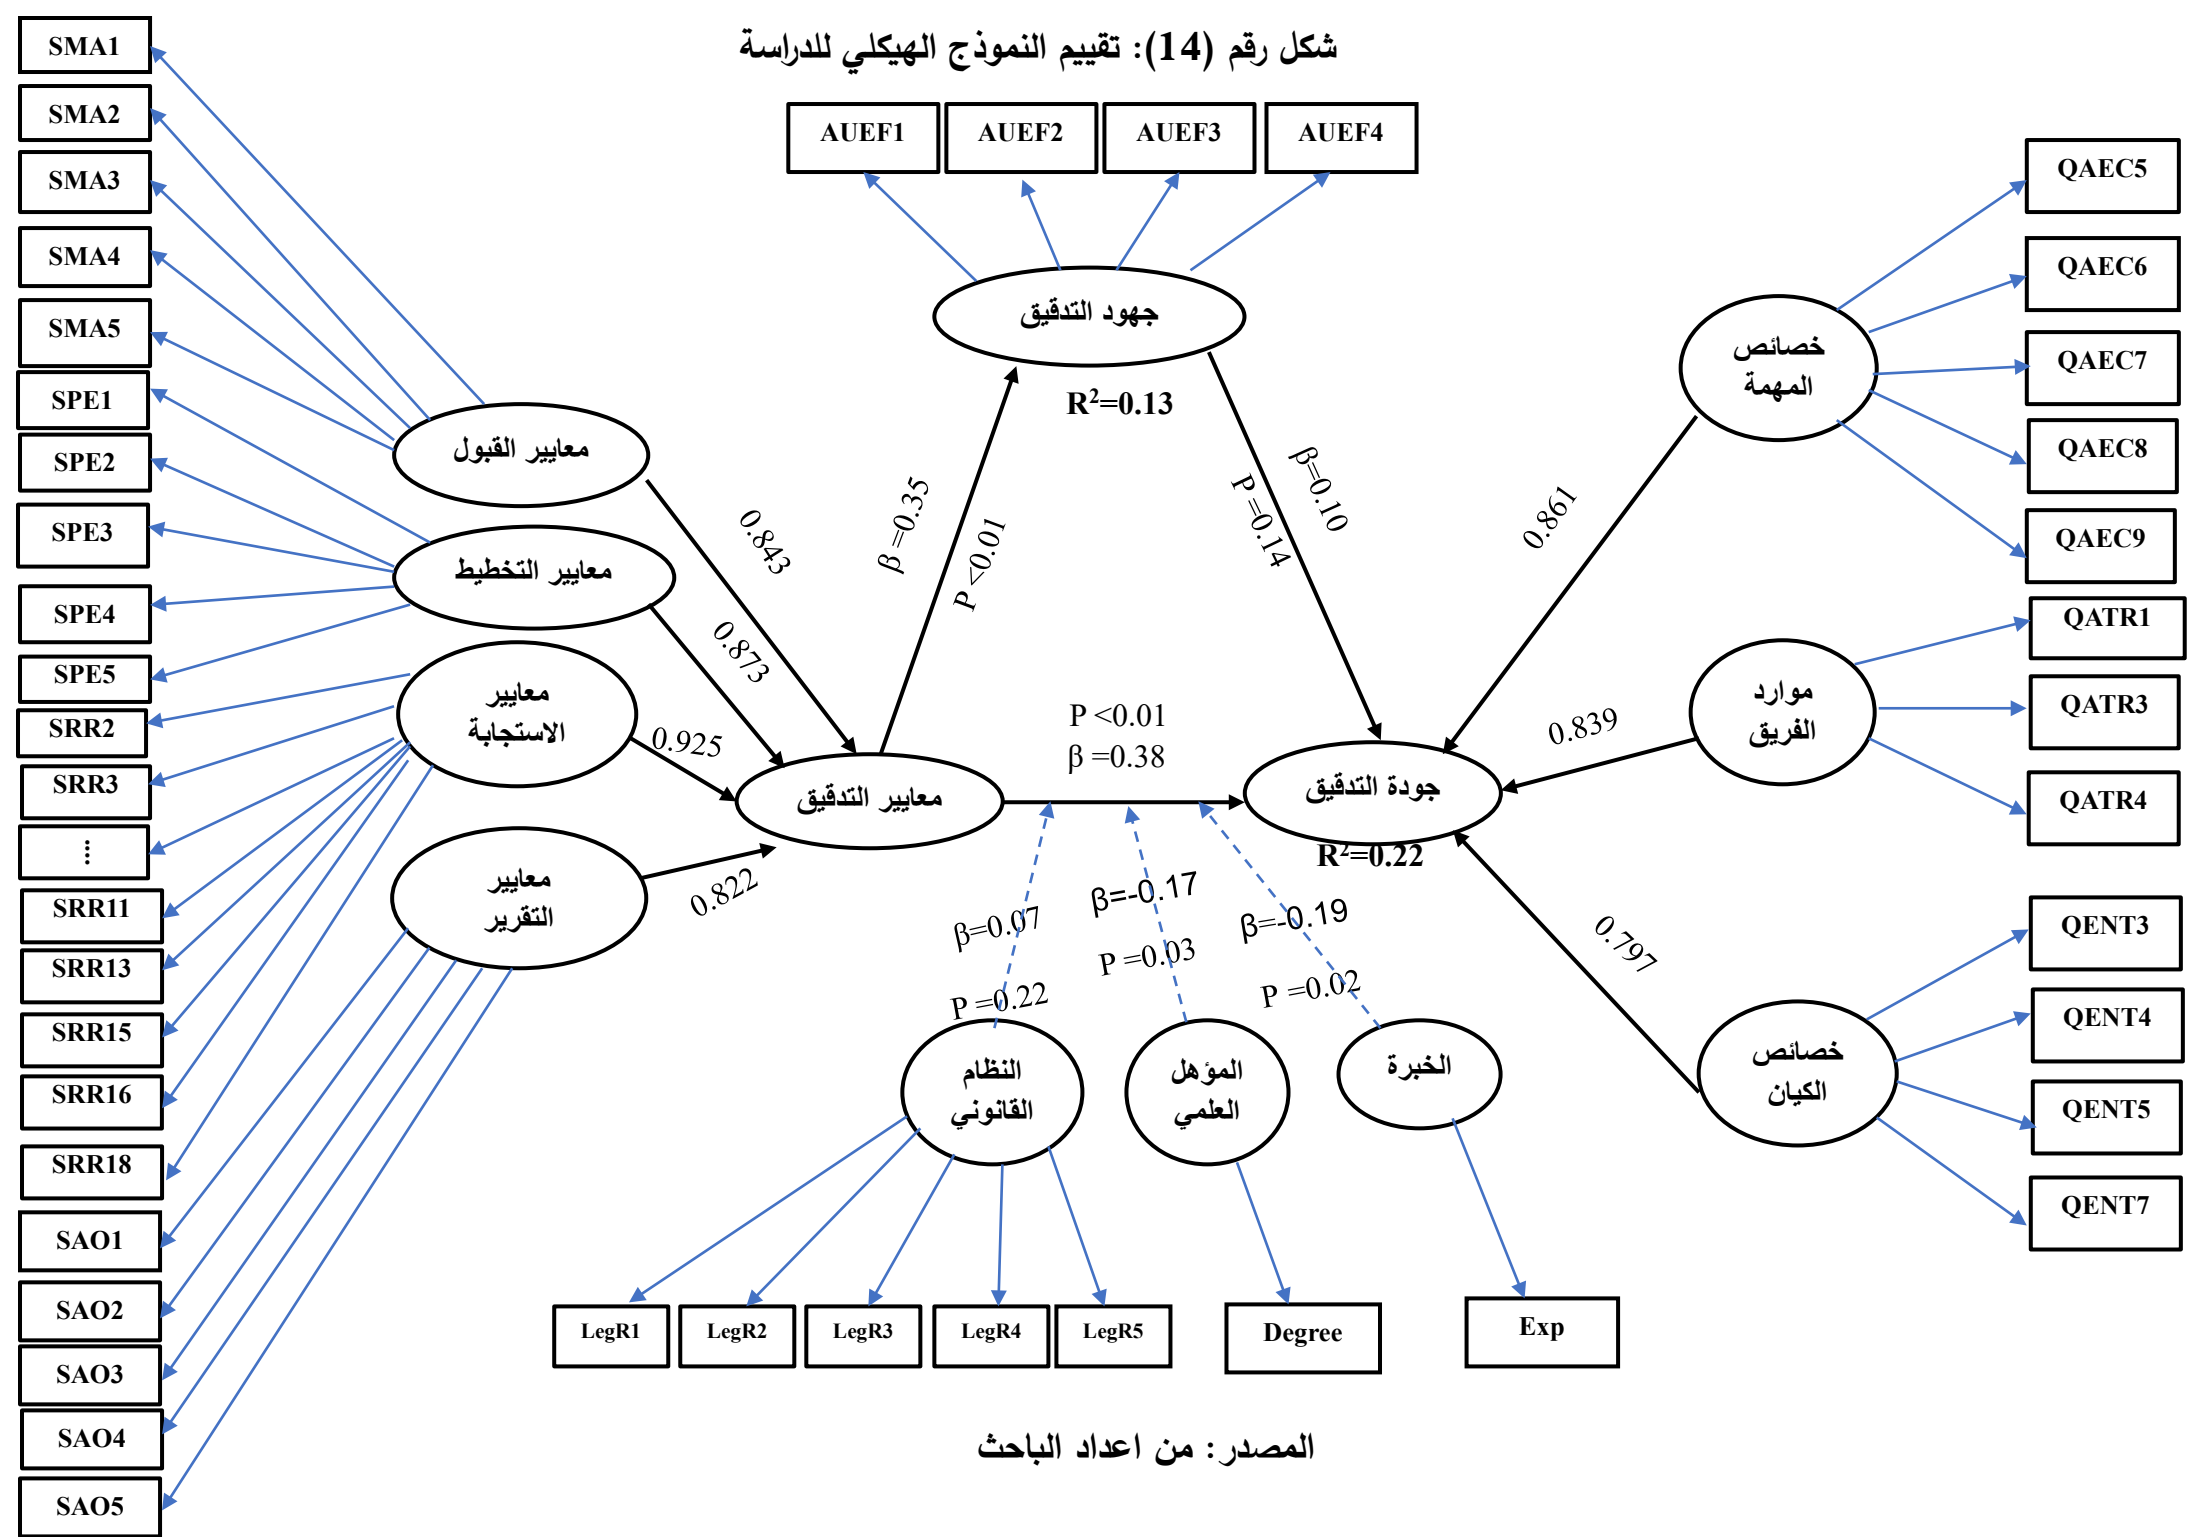 شكل رقم (14): تقييم النموذج الهيكلي للدراسة
SMA1
SMA2
SMA3
SMA4
SMA5
SPE1
SPE2
SPE3
SPE4
SPE5
SRR2
SRR3
....
SRR11
SRR13
SRR15
SRR16
SRR18
SAO1
SAO2
SAO3
SAO4
SAO5
معايير القبول
معايير التخطيط
معايير
الاستجابة
معايير
التقرير
0.843
0.873
0.925
0.822
معايير التدقيق
AUEF1
AUEF2
AUEF3
AUEF4
جهود التدقيق
R²=0.13
β =0.35
P <0.01
β=0.10
P =0.14
P <0.01
β =0.38
جودة التدقيق
R²=0.22
β=0.07
P =0.22
β=-0.17
P =0.03
β=-0.19
P =0.02
النظام
القانوني
المؤهل
العلمي
الخبرة
LegR1
LegR2
LegR3
LegR4
LegR5
Degree
Exp
0.861
0.839
0.797
خصائص
المهمة
موارد
الفريق
خصائص
الكيان
QAEC5
QAEC6
QAEC7
QAEC8
QAEC9
QATR1
QATR3
QATR4
QENT3
QENT4
QENT5
QENT7
المصدر: من اعداد الباحث